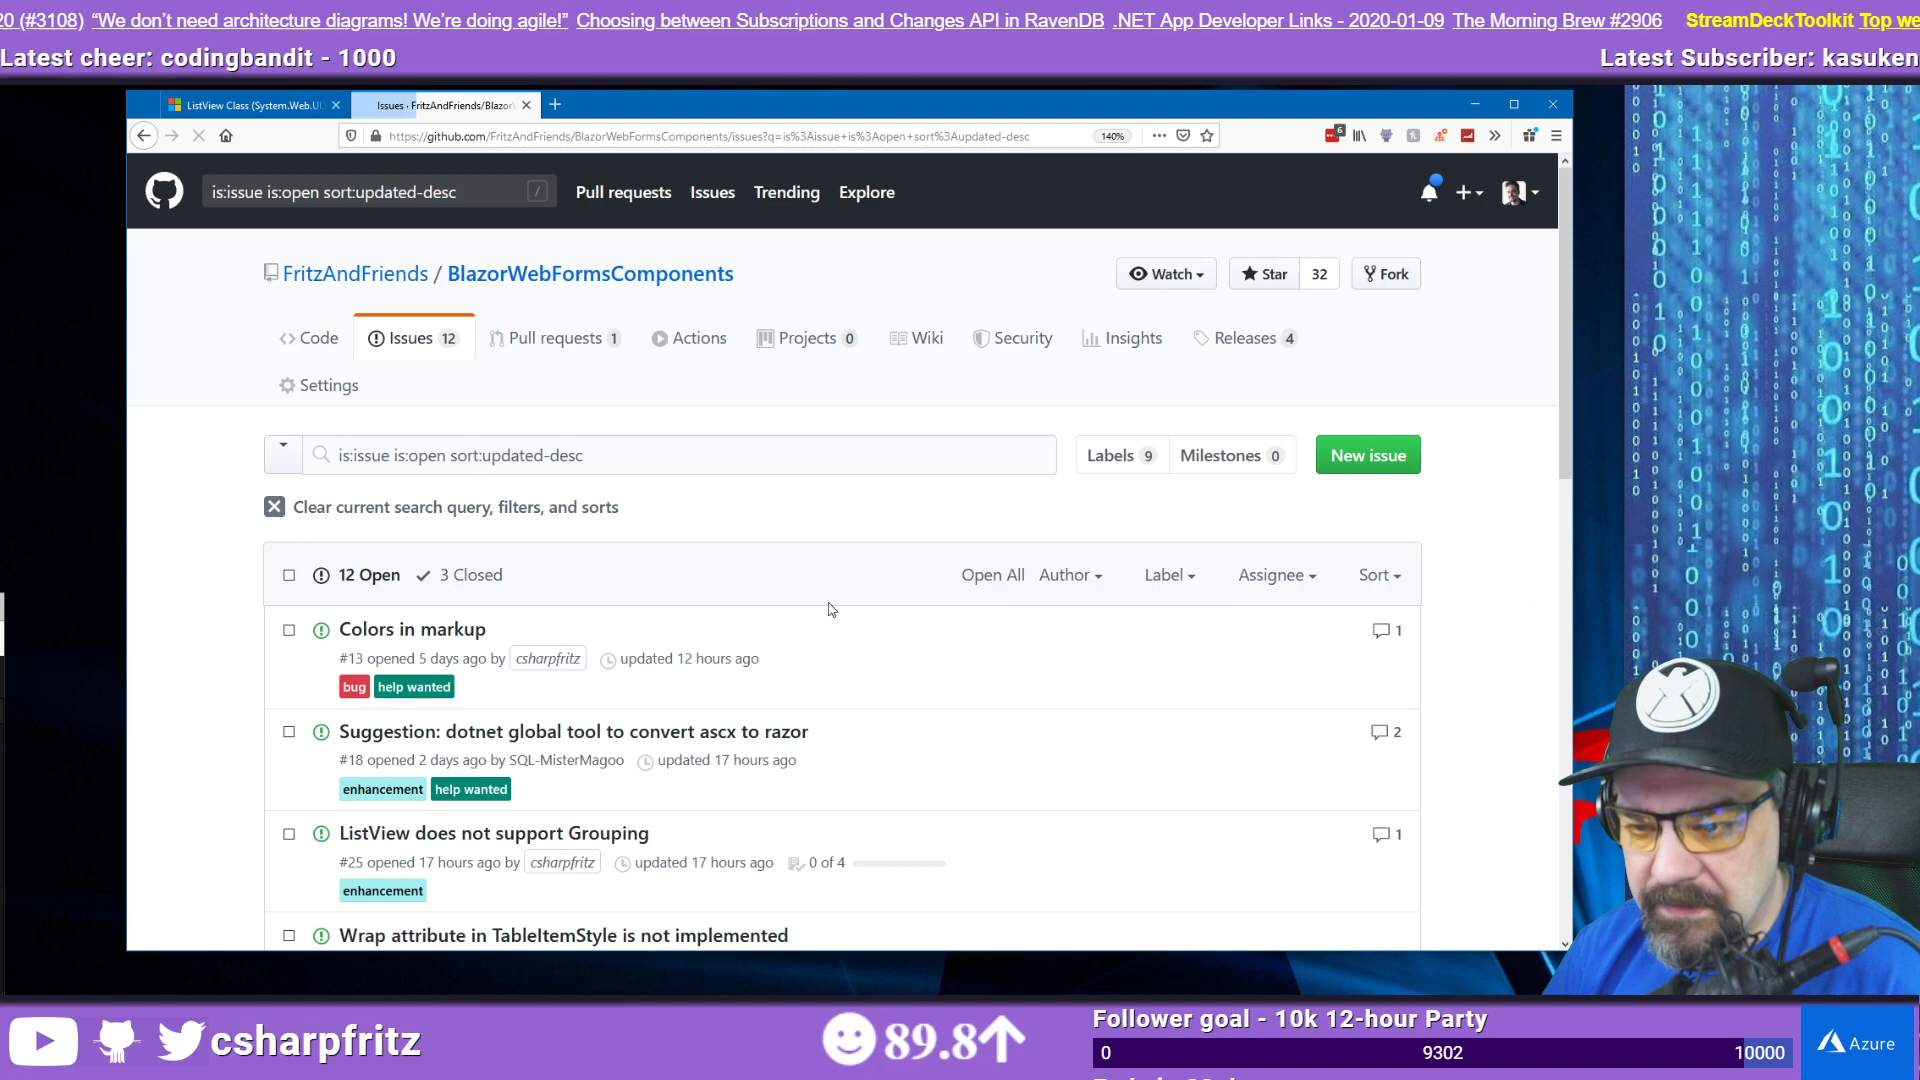 20 (#3108) “We don’t need architecture diagrams! We’re doing agile!” Choosing between Subscriptions and Changes API in RavenDB .NET App Developer Links - 2020-01-09 The Morning Brew #2906 StreamDeckToolkit Top we
Latest cheer: codingbandit - 1000
Latest Subscriber: kasuken
ListView Class (System.Web.UI.
Issues · FritzAndFriends/Blazor
https://github.com/FritzAndFriends/BlazorWebFormsComponents/issues?q=is%3Aissue+is%3Aopen+sort%3Aupdated-desc
140%
6
is:issue is:open sort:updated-desc /
Pull requests Issues Trending Explore
FritzAndFriends / BlazorWebFormsComponents
Watch Star 32 Fork
Code Issues 12 Pull requests 1 Actions Projects 0 Wiki Security Insights Releases 4
Settings
is:issue is:open sort:updated-desc
Labels 9 Milestones 0 New issue
Clear current search query, filters, and sorts
12 Open 3 Closed Open All Author Label Assignee Sort
Colors in markup 1
#13 opened 5 days ago by csharpfritz updated 12 hours ago
bug help wanted
Suggestion: dotnet global tool to convert ascx to razor 2
#18 opened 2 days ago by SQL-MisterMagoo updated 17 hours ago
enhancement help wanted
ListView does not support Grouping 1
#25 opened 17 hours ago by csharpfritz updated 17 hours ago 0 of 4
enhancement
Wrap attribute in TableItemStyle is not implemented
csharpfritz
89.8
Follower goal - 10k 12-hour Party
0 9302 10000
Azure